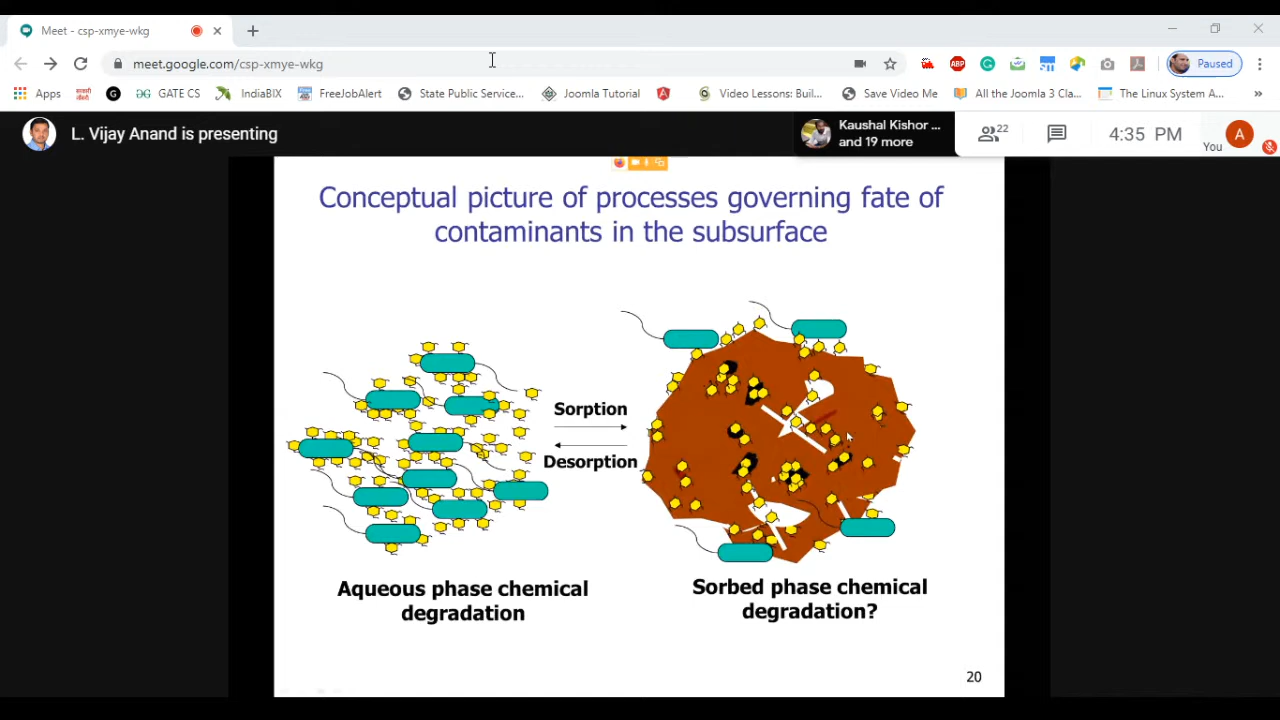 Meet - csp-xmye-wkg
meet.google.com/csp-xmye-wkg
Paused
Apps
G
GATE CS
IndiaBIX
FreeJobAlert
State Public Service...
Joomla Tutorial
Video Lessons: Buil...
Save Video Me
All the Joomla 3 Cla...
The Linux System A...
»
ABP
L. Vijay Anand is presenting
Kaushal Kishor ...
and 19 more
22
4:35 PM
You
A
Conceptual picture of processes governing fate of
contaminants in the subsurface
Sorption
Desorption
Aqueous phase chemical
degradation
Sorbed phase chemical
degradation?
20